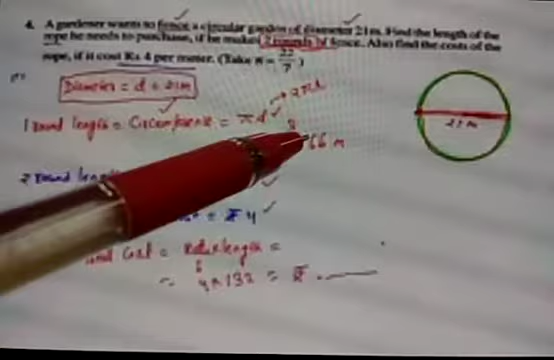 4. A gardener wants to fence a circular garden of diameter 21m. Find the length of the
rope he needs to purchase, if he makes 2 rounds of fence. Also find the costs of the
rope, if it cost Rs 4 per meter. (Take π = 22/7)
Diameter = d = 21m
1 Round length = Circumference = πd → 2πd
66 m
21 m
2 Round leng
= ₹ 4
Cost =
length =
= 4×132 = ₹